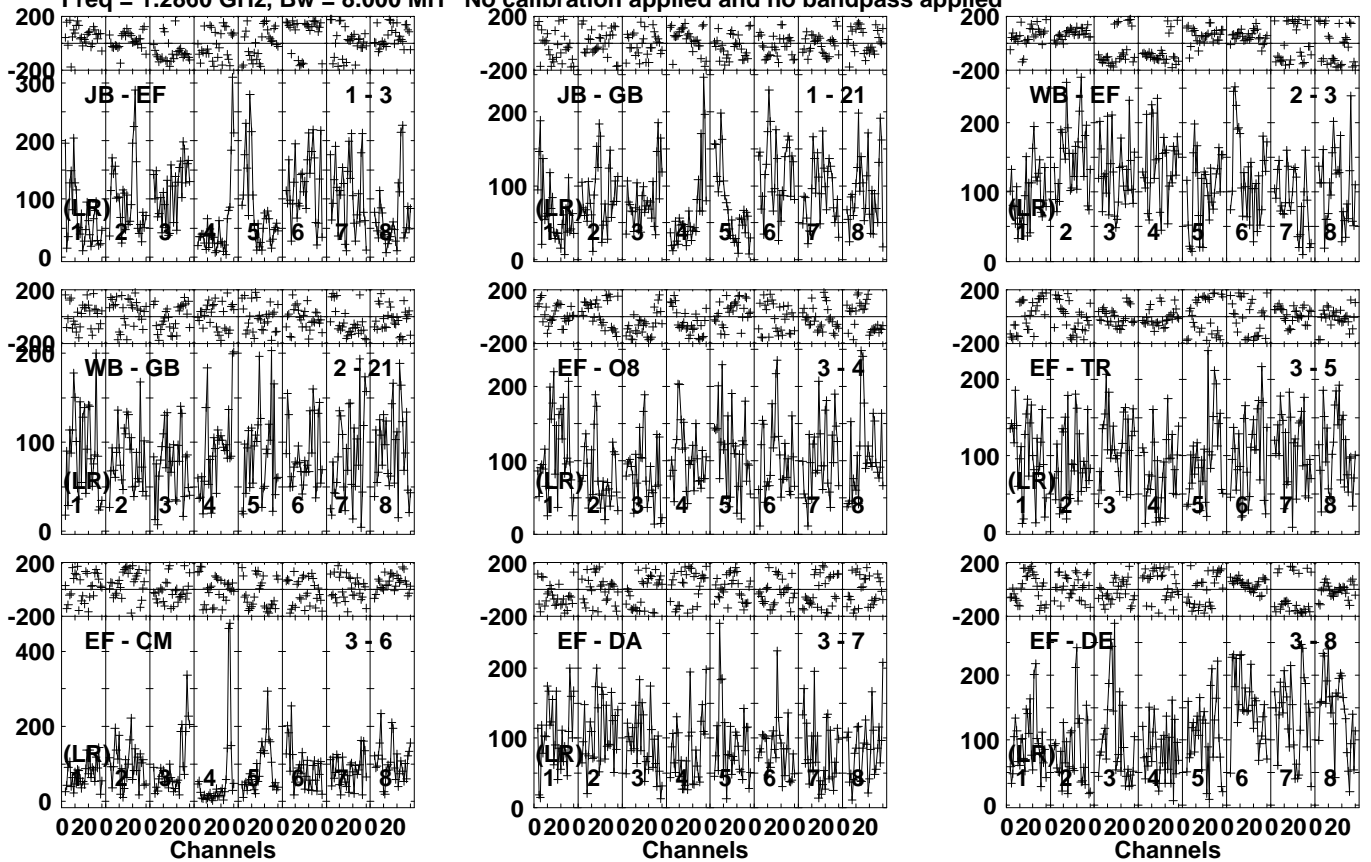 Freq = 1.2860 GHz, Bw = 8.000 MH No calibration applied and no bandpass applied
200 200 200
-200 -200 -200
300
JB - EF 1 - 3 JB - GB 1 - 21 WB - EF 2 - 3
200 200 200
100 100 100
(LR) (LR) (LR)
1 2 3 4 5 6 7 8 1 2 3 4 5 6 7 8 1 2 3 4 5 6 7 8
0 0 0
200 200 200
-200 -200 -200
200
WB - GB 2 - 21 EF - O8 3 - 4 EF - TR 3 - 5
200 200
100 100 100
(LR) (LR) (LR)
1 2 3 4 5 6 7 8 1 2 3 4 5 6 7 8 1 2 3 4 5 6 7 8
0 0 0
200 200 200
-200 -200 -200
EF - CM 3 - 6 EF - DA 3 - 7 EF - DE 3 - 8
400 200 200
200 100 100
(LR) (LR) (LR)
1 2 3 4 5 6 7 8 1 2 3 4 5 6 7 8 1 2 3 4 5 6 7 8
0 0 0
0 20 0 20 0 20 0 20 0 20 0 20 0 20 0 20 0 20 0 20 0 20 0 20 0 20 0 20 0 20 0 20 0 20 0 20 0 20 0 20 0 20 0 20 0 20 0 20
Channels Channels Channels